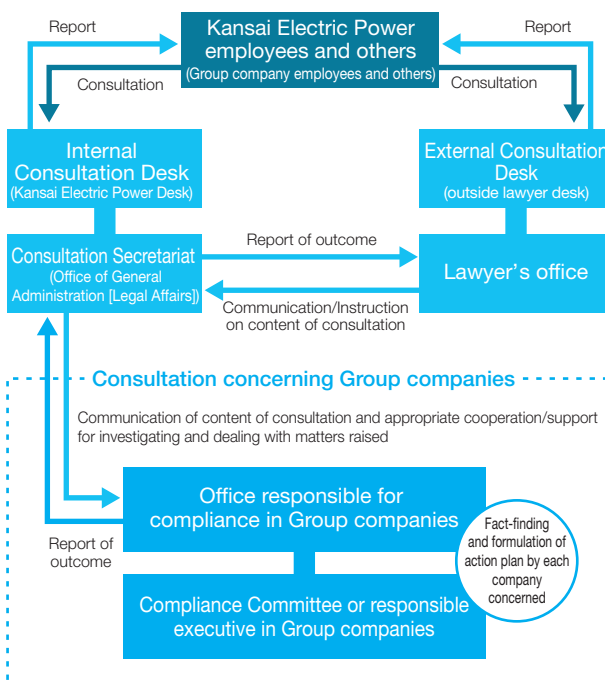 Report
Kansai Electric Power
employees and others
(Group company employees and others)
Report
Consultation
Consultation
Internal
Consultation Desk
(Kansai Electric Power Desk)
External Consultation
Desk
(outside lawyer desk)
Consultation Secretariat
(Office of General
Administration [Legal Affairs])
Report of outcome
Lawyer's office
Communication/Instruction
on content of consultation
Consultation concerning Group companies
Communication of content of consultation and appropriate cooperation/support
for investigating and dealing with matters raised
Office responsible for
compliance in Group companies
Report of
outcome
Fact-finding
and formulation of
action plan by each
company
concerned
Compliance Committee or responsible
executive in Group companies